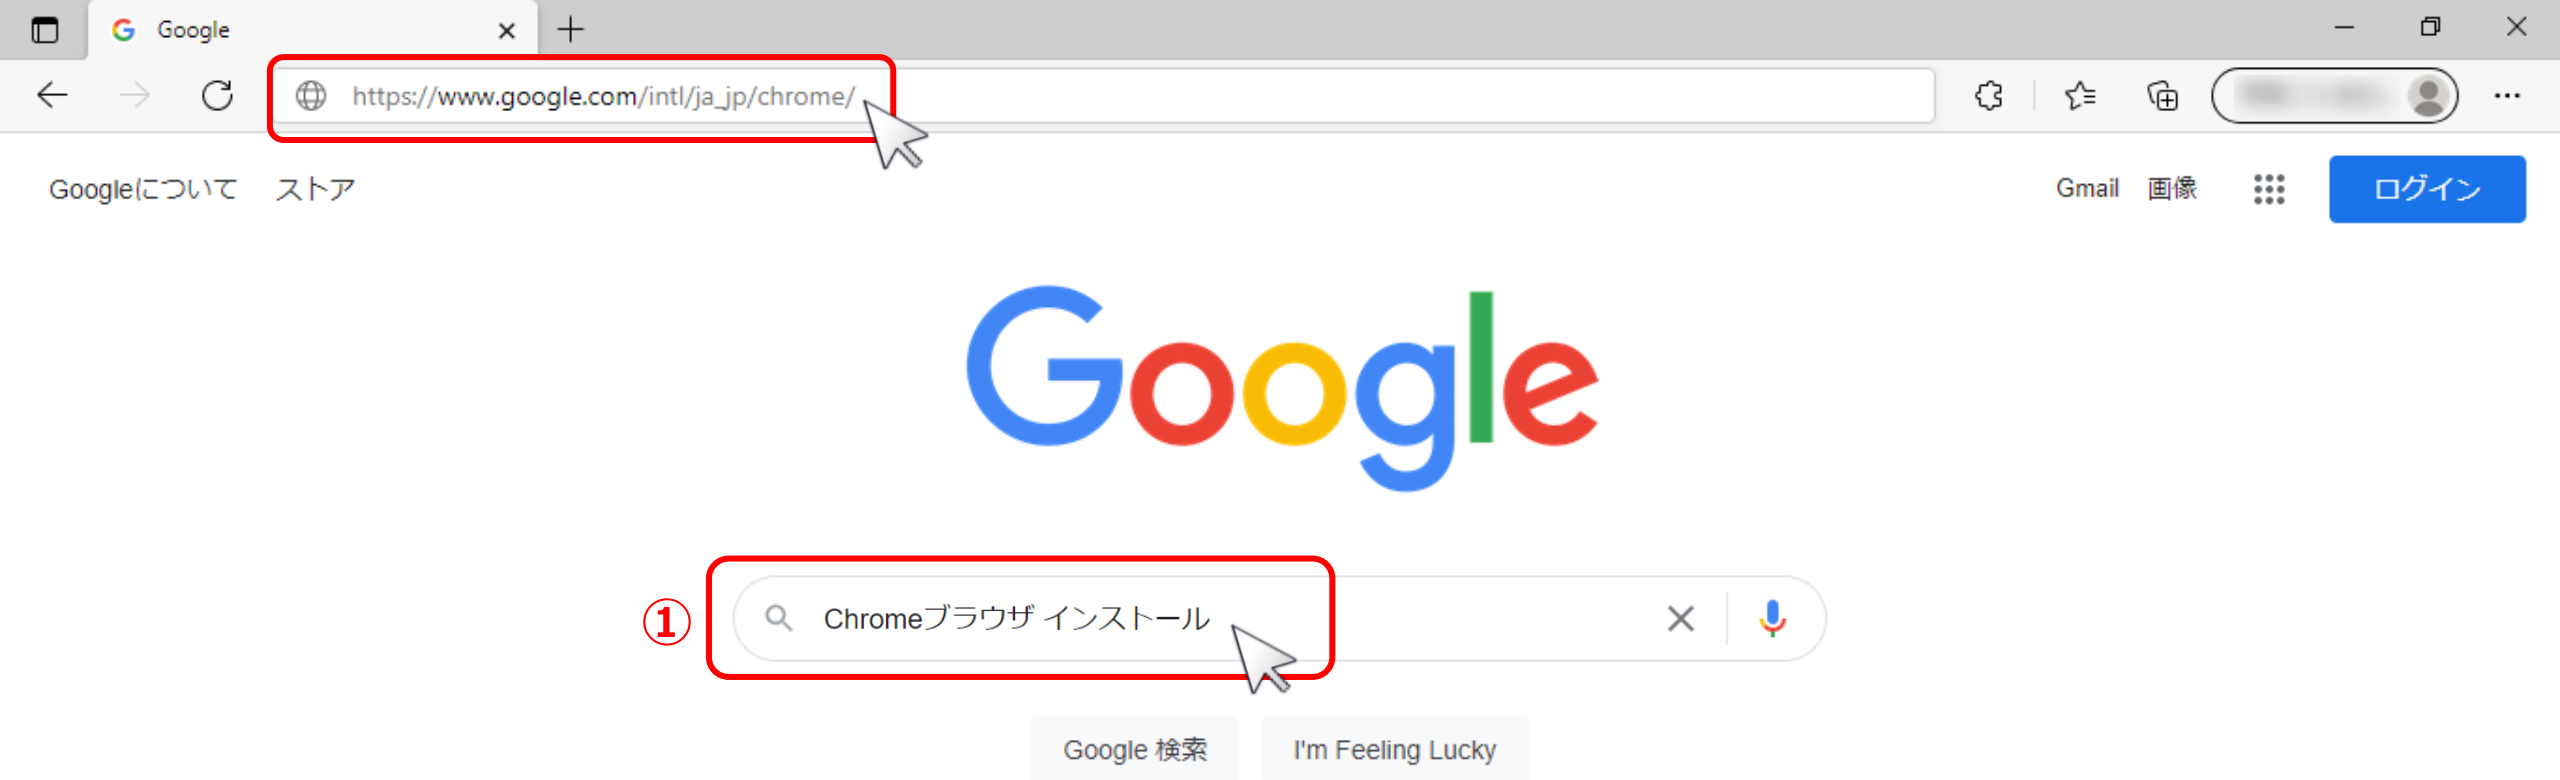 Google
https://www.google.com/intl/ja_jp/chrome/
Googleについて ストア
Gmail 画像 ログイン
Google
① Chromeブラウザ インストール
Google 検索 I'm Feeling Lucky